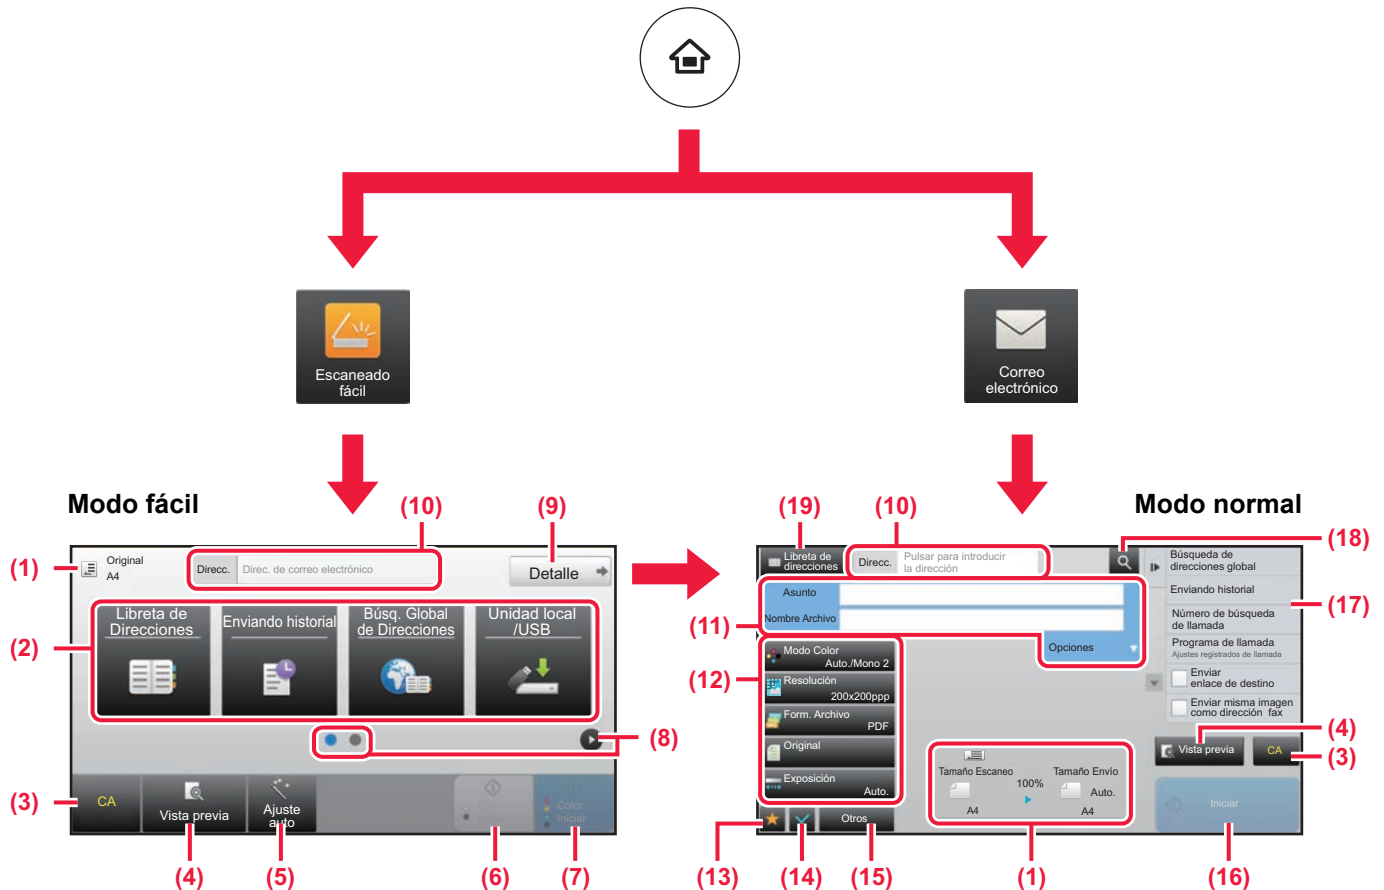 Escaneado
fácil
Correo
electrónico
Modo fácil
(10)
(9)
(1)
Original
A4
Direcc.
Direc. de correo electrónico
Detalle
(2)
Libreta de
Direcciones
Enviando historial
Búsq. Global
de Direcciones
Unidad local
/USB
(8)
(3)
CA
Vista previa
Ajuste
auto
B/N
Iniciar
Color
Iniciar
(4)
(5)
(6)
(7)
Modo normal
(19)
(10)
(18)
Libreta de
direcciones
Direcc.
Pulsar para introducir
la dirección
Búsqueda de
direcciones global
Enviando historial
Número de búsqueda
de llamada
Programa de llamada
Ajustes registrados de llamada
Enviar
enlace de destino
Enviar misma imagen
como dirección fax
(17)
(11)
Asunto
Nombre Archivo
Opciones
(12)
Modo Color
Auto./Mono 2
Resolución
200x200ppp
Form. Archivo
PDF
Original
Exposición
Auto.
Tamaño Escaneo
A4
100%
Tamaño Envío
Auto.
A4
(4)
Vista previa
CA
(3)
Iniciar
Otros
(13)
(14)
(15)
(1)
(16)